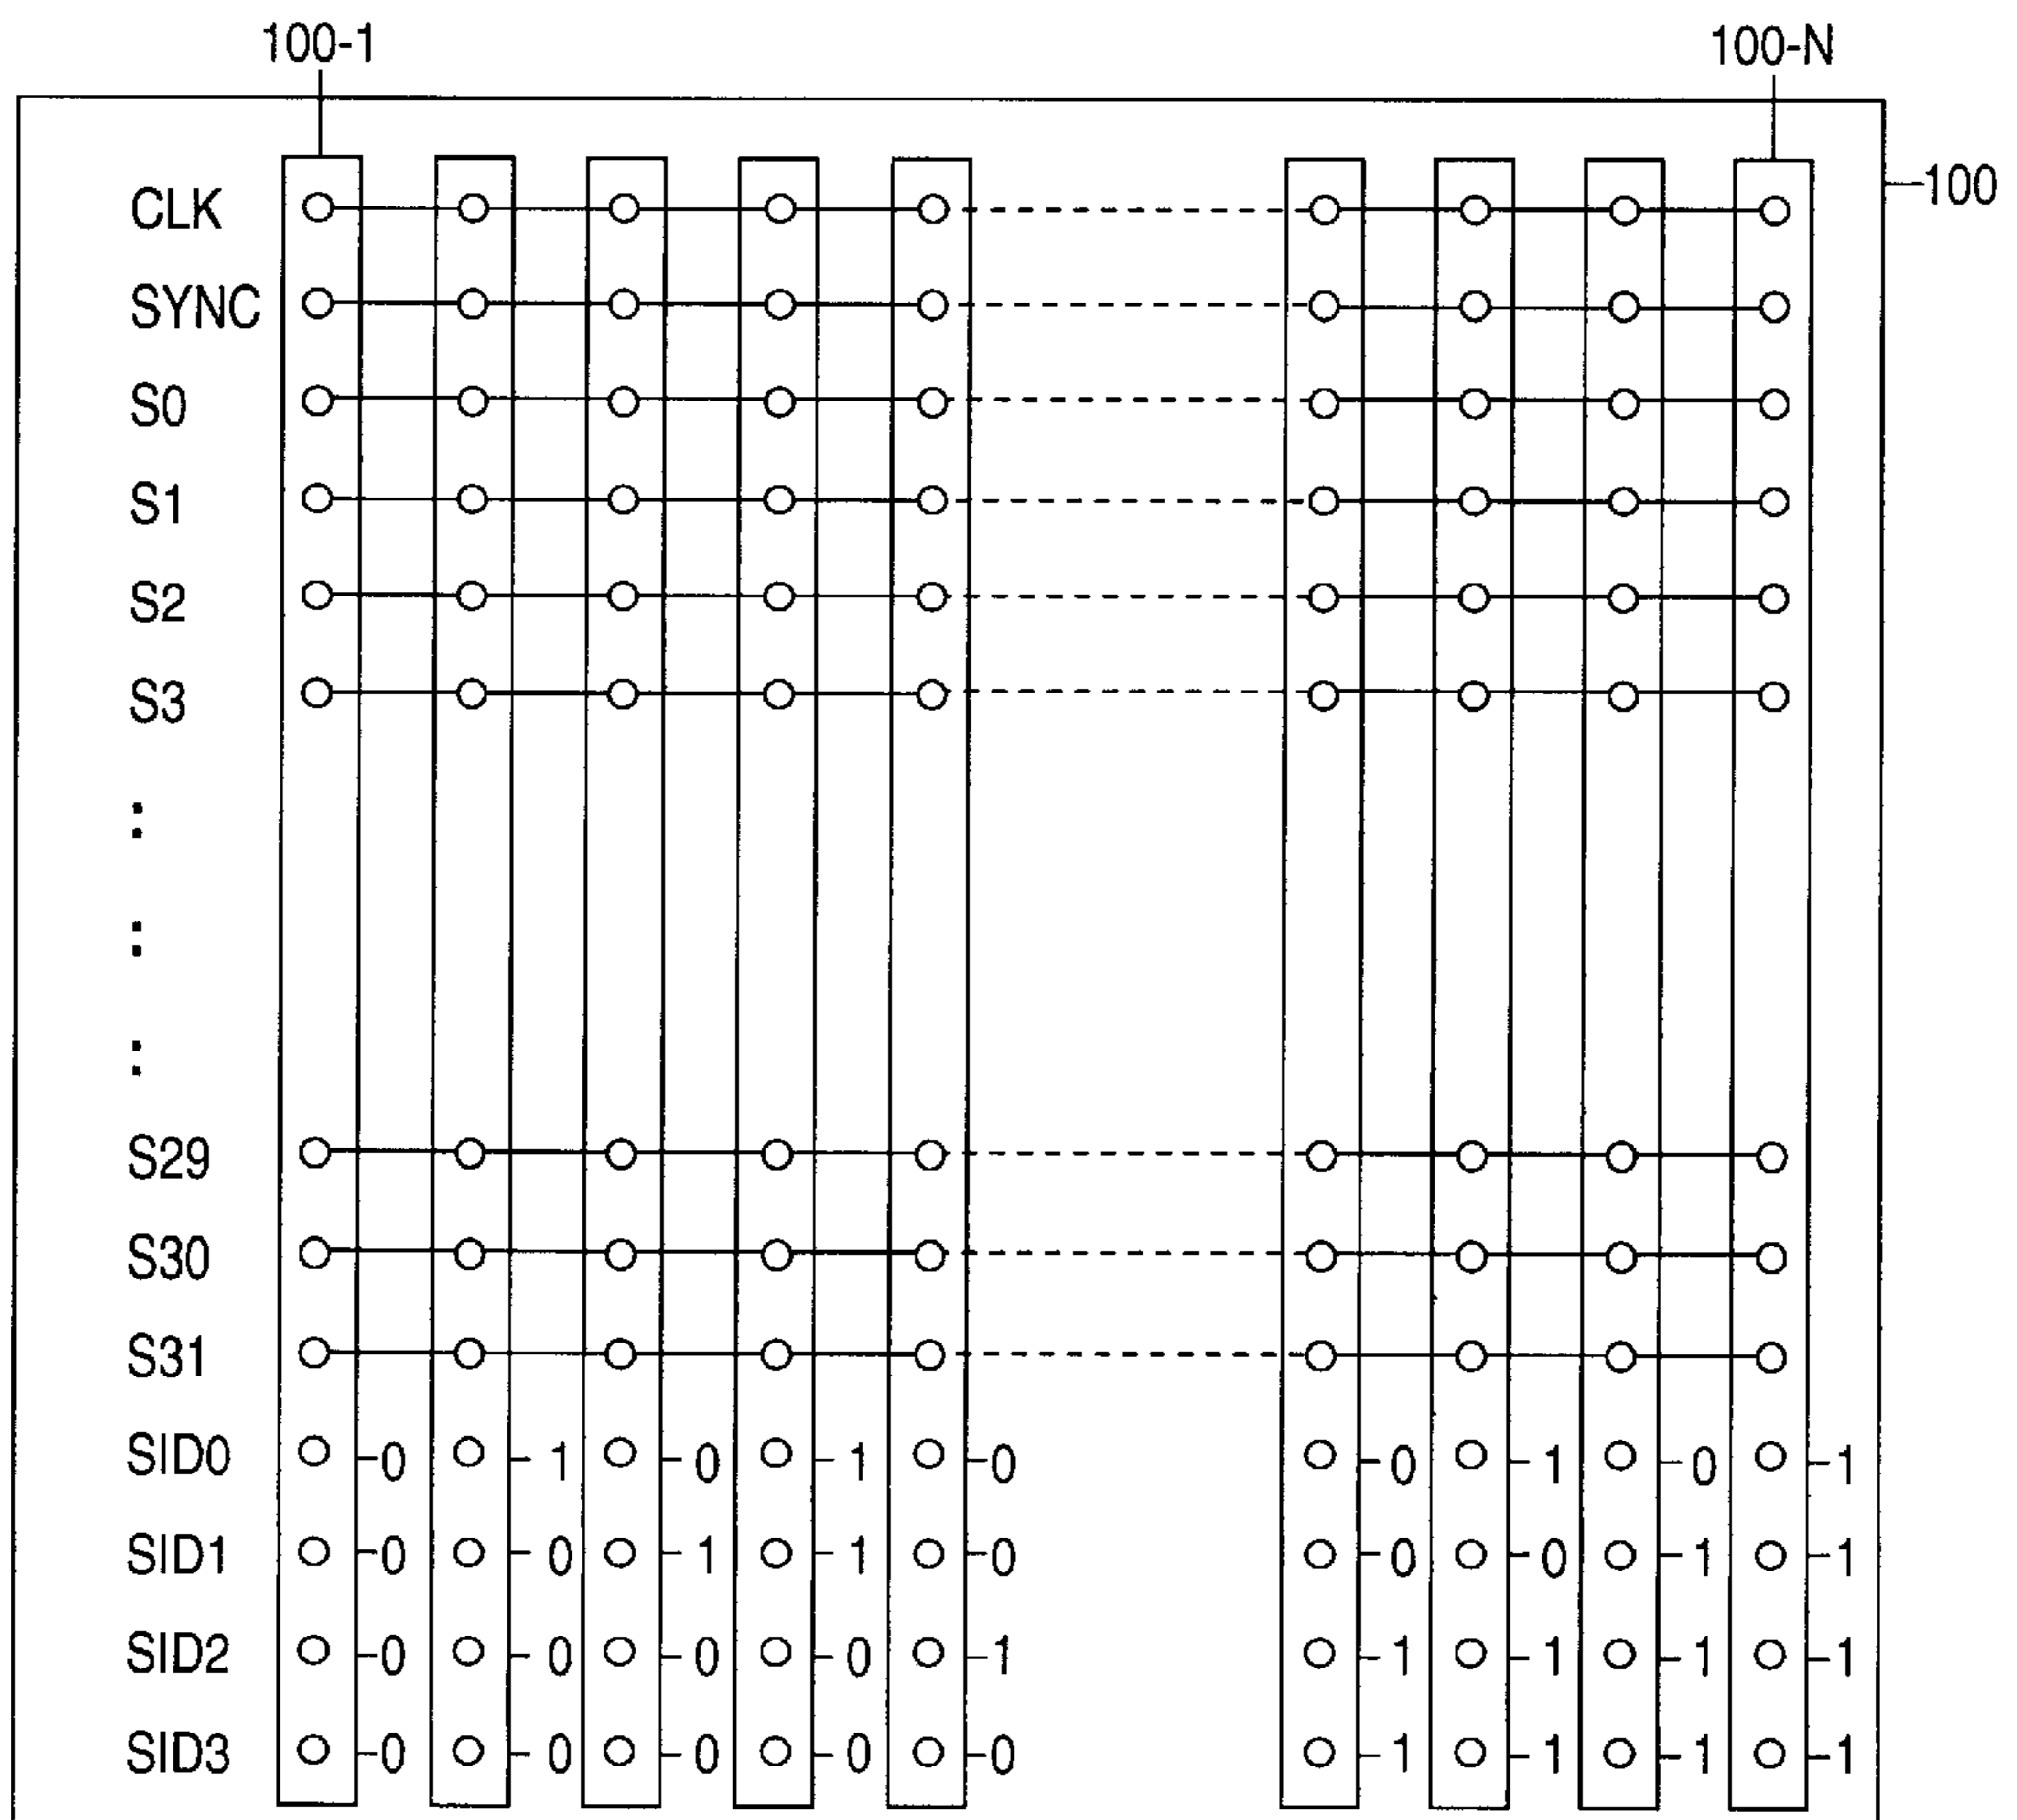 100-1 100-N
100
CLK
SYNC
S0
S1
S2
S3
:
:
:
S29
S30
S31
SID0 0 1 0 1 0 0 1 0 1
SID1 0 0 1 1 0 0 0 1 1
SID2 0 0 0 0 1 1 1 1 1
SID3 0 0 0 0 0 1 1 1 1